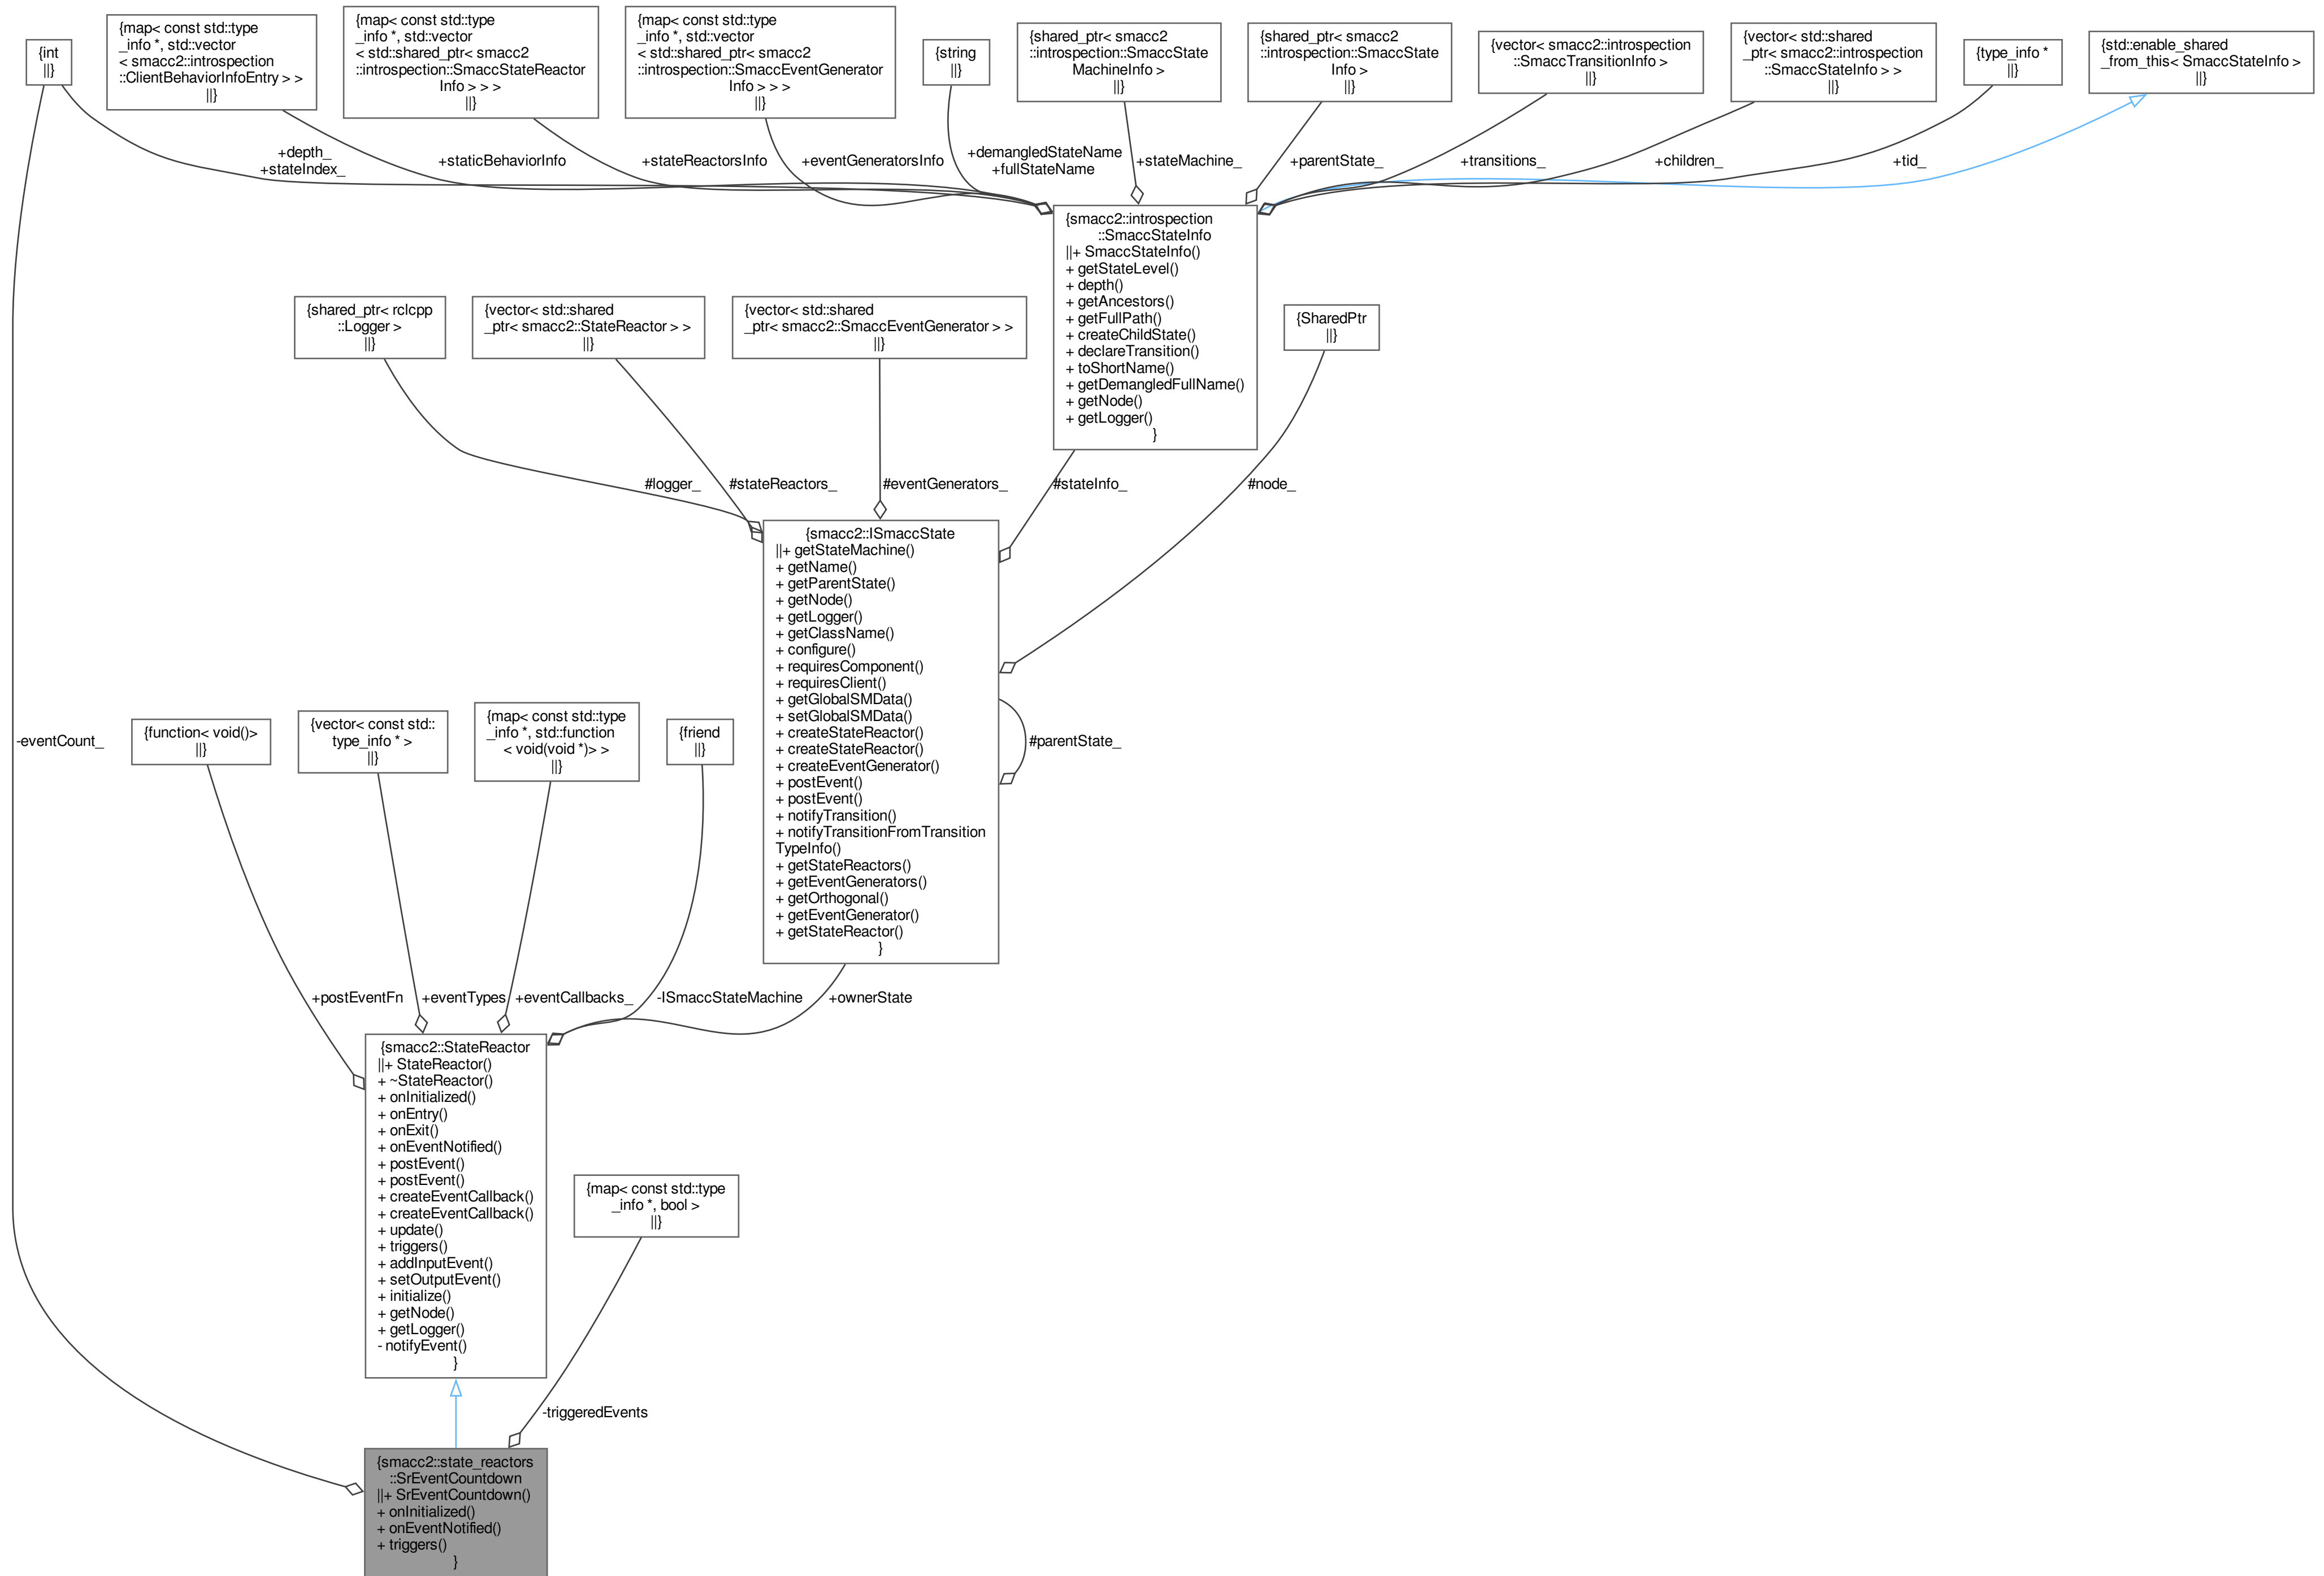 {int
||}
{map< const std::type
_info *, std::vector
< smacc2::introspection
::ClientBehaviorInfoEntry > >
||}
{map< const std::type
_info *, std::vector
< std::shared_ptr< smacc2
::introspection::SmaccStateReactor
Info > > >
||}
{map< const std::type
_info *, std::vector
< std::shared_ptr< smacc2
::introspection::SmaccEventGenerator
Info > > >
||}
{string
||}
{shared_ptr< smacc2
::introspection::SmaccState
MachineInfo >
||}
{shared_ptr< smacc2
::introspection::SmaccState
Info >
||}
{vector< smacc2::introspection
::SmaccTransitionInfo >
||}
{vector< std::shared
_ptr< smacc2::introspection
::SmaccStateInfo > >
||}
{type_info *
||}
{std::enable_shared
_from_this< SmaccStateInfo >
||}
+depth_
+stateIndex_
+staticBehaviorInfo
+stateReactorsInfo
+eventGeneratorsInfo
+demangledStateName
+fullStateName
+stateMachine_
+parentState_
+transitions_
+children_
+tid_
{smacc2::introspection
::SmaccStateInfo
||+ SmaccStateInfo()
+ getStateLevel()
+ depth()
+ getAncestors()
+ getFullPath()
+ createChildState()
+ declareTransition()
+ toShortName()
+ getDemangledFullName()
+ getNode()
+ getLogger()
}
{shared_ptr< rclcpp
::Logger >
||}
{vector< std::shared
_ptr< smacc2::StateReactor > >
||}
{vector< std::shared
_ptr< smacc2::SmaccEventGenerator > >
||}
{SharedPtr
||}
#logger_
#stateReactors_
#eventGenerators_
#stateInfo_
#node_
{smacc2::ISmaccState
||+ getStateMachine()
+ getName()
+ getParentState()
+ getNode()
+ getLogger()
+ getClassName()
+ configure()
+ requiresComponent()
+ requiresClient()
+ getGlobalSMData()
+ setGlobalSMData()
+ createStateReactor()
+ createStateReactor()
+ createEventGenerator()
+ postEvent()
+ postEvent()
+ notifyTransition()
+ notifyTransitionFromTransition
TypeInfo()
+ getStateReactors()
+ getEventGenerators()
+ getOrthogonal()
+ getEventGenerator()
+ getStateReactor()
}
#parentState_
-eventCount_
{function< void()>
||}
{vector< const std::
type_info * >
||}
{map< const std::type
_info *, std::function
< void(void *)> >
||}
{friend
||}
+postEventFn
+eventTypes
+eventCallbacks_
-ISmaccStateMachine
+ownerState
{smacc2::StateReactor
||+ StateReactor()
+ ~StateReactor()
+ onInitialized()
+ onEntry()
+ onExit()
+ onEventNotified()
+ postEvent()
+ postEvent()
+ createEventCallback()
+ createEventCallback()
+ update()
+ triggers()
+ addInputEvent()
+ setOutputEvent()
+ initialize()
+ getNode()
+ getLogger()
- notifyEvent()
}
{map< const std::type
_info *, bool >
||}
-triggeredEvents
{smacc2::state_reactors
::SrEventCountdown
||+ SrEventCountdown()
+ onInitialized()
+ onEventNotified()
+ triggers()
}